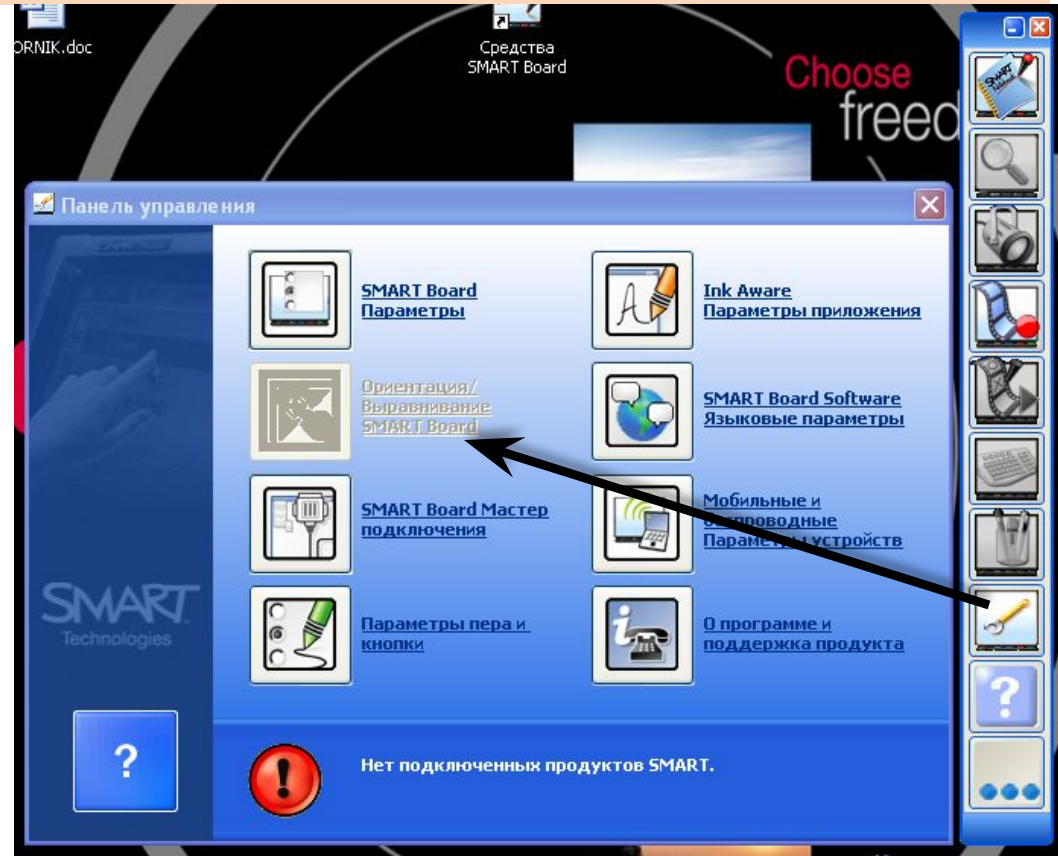 ORNIK.doc
Средства
SMART Board
Choose
freed
Панель управления
SMART Board
Параметры
Ink Aware
Параметры приложения
Ориентация/
Выравнивание
SMART Board
SMART Board Software
Языковые параметры
SMART Board Мастер
подключения
Мобильные и
беспроводные
Параметры устройств
Параметры пера и
кнопки
О программе и
поддержка продукта
SMART
Technologies
?
Нет подключенных продуктов SMART.
SMART
Notebook
?